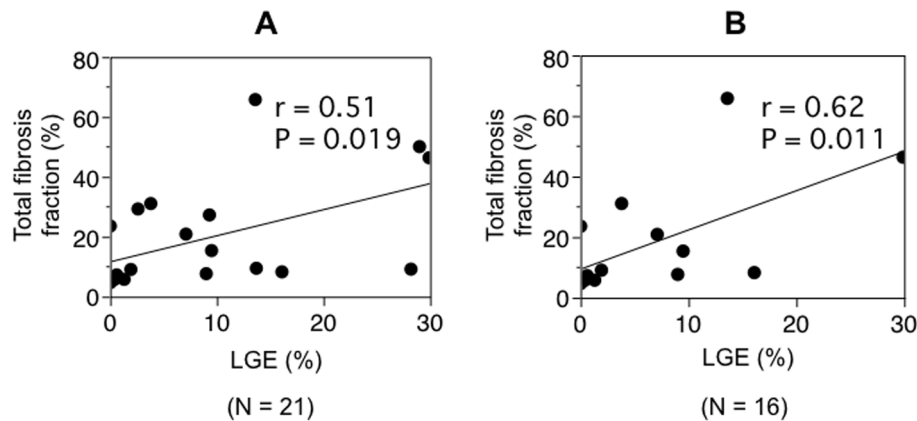 A
80
60
40
20
0
Total fibrosis
fraction (%)
r = 0.51
P = 0.019
0 10 20 30
LGE (%)
(N = 21)
B
80
60
40
20
0
Total fibrosis
fraction (%)
r = 0.62
P = 0.011
0 10 20 30
LGE (%)
(N = 16)